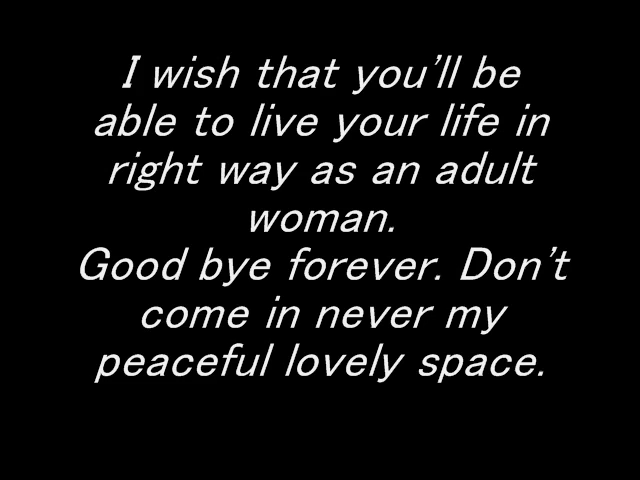 I wish that you'll be
able to live your life in
right way as an adult
woman.
Good bye forever. Don't
come in never my
peaceful lovely space.